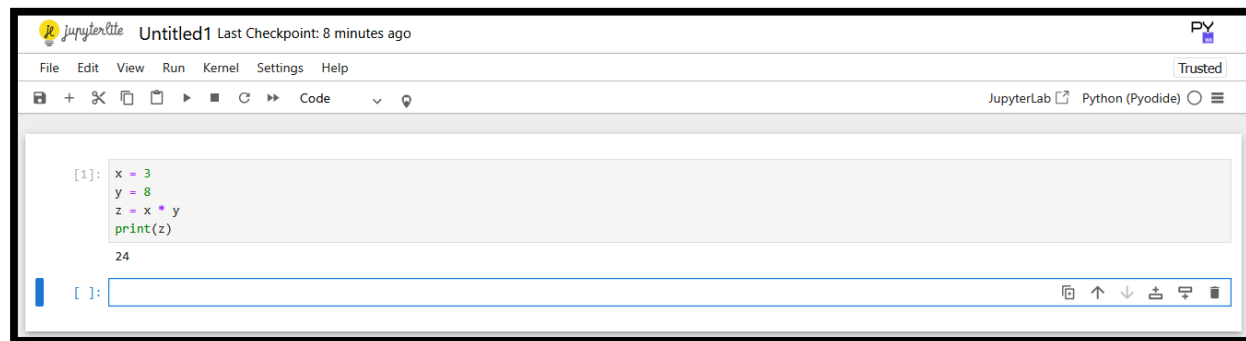 jupyterlite Untitled1 Last Checkpoint: 8 minutes ago PY
File Edit View Run Kernel Settings Help Trusted
Code JupyterLab Python (Pyodide)
[1]: x = 3
y = 8
z = x * y
print(z)
24
[ ]: